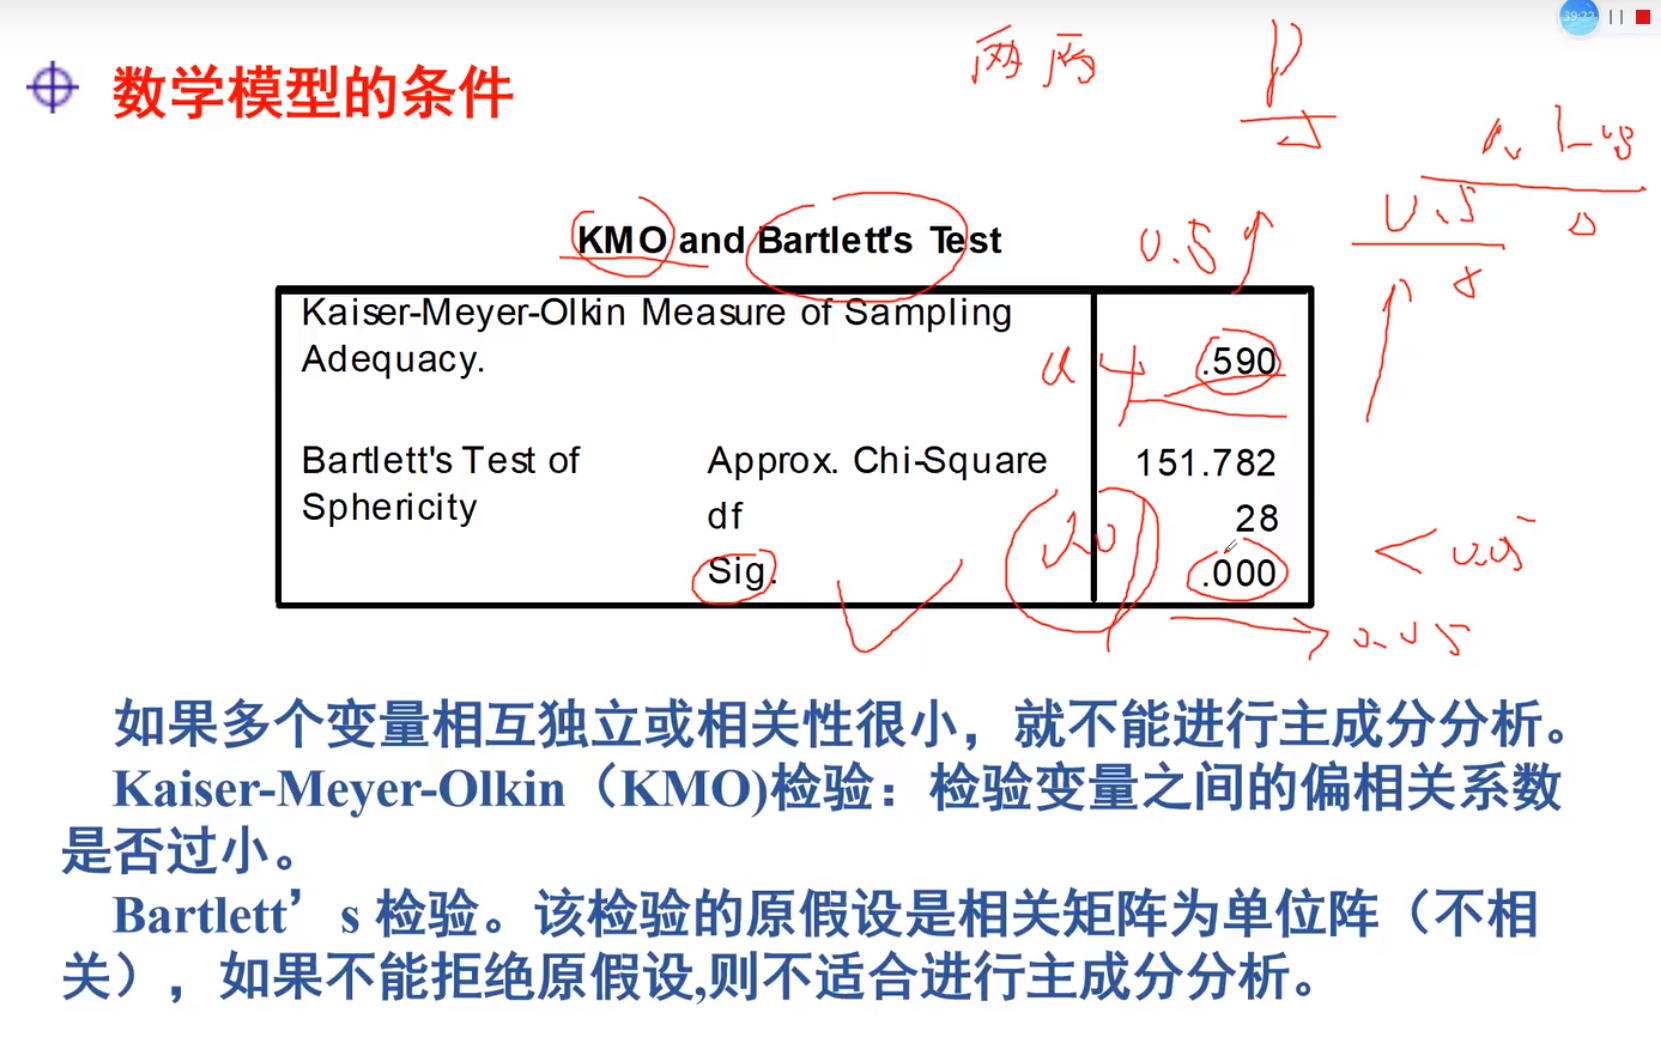 39:22
两两
数学模型的条件
KMO and Bartlett's Test
0.5
0.5
Kaiser-Meyer-Olkin Measure of Sampling
Adequacy. .590
Bartlett's Test of Approx. Chi-Square 151.782
Sphericity df 28
Sig. .000
< 0.05
0.05
如果多个变量相互独立或相关性很小，就不能进行主成分分析。
Kaiser-Meyer-Olkin（KMO)检验：检验变量之间的偏相关系数
是否过小。
Bartlett’s 检验。该检验的原假设是相关矩阵为单位阵（不相
关），如果不能拒绝原假设,则不适合进行主成分分析。